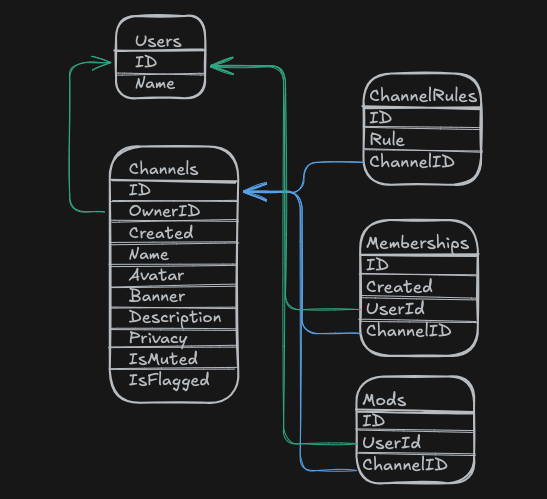 Users
ID
Name
Channels
ID
OwnerID
Created
Name
Avatar
Banner
Description
Privacy
IsMuted
IsFlagged
ChannelRules
ID
Rule
ChannelID
Memberships
ID
Created
UserId
ChannelID
Mods
ID
UserId
ChannelID